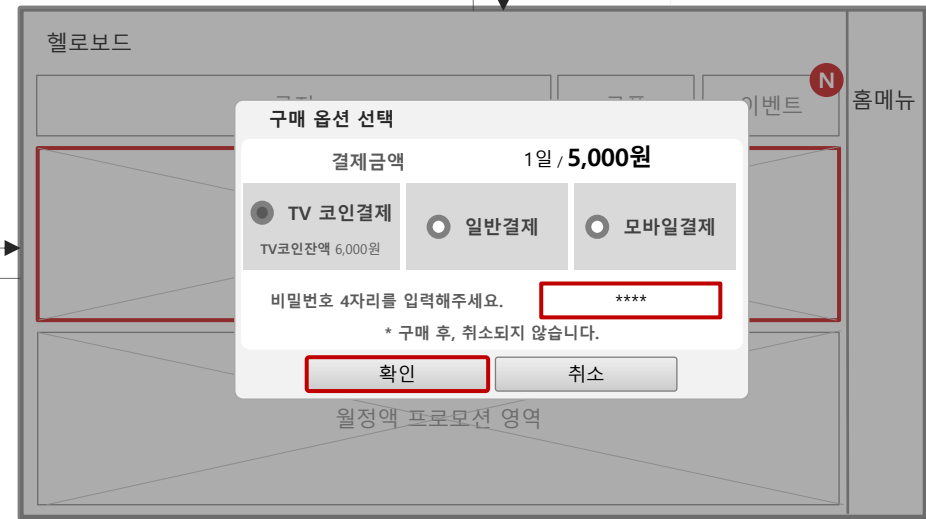 헬로보드
N
홈메뉴
이벤트
구매 옵션 선택
결제금액 1일 / 5,000원
TV 코인결제
TV코인잔액 6,000원
일반결제
모바일결제
비밀번호 4자리를 입력해주세요. ****
* 구매 후, 취소되지 않습니다.
확인 취소
월정액 프로모션 영역